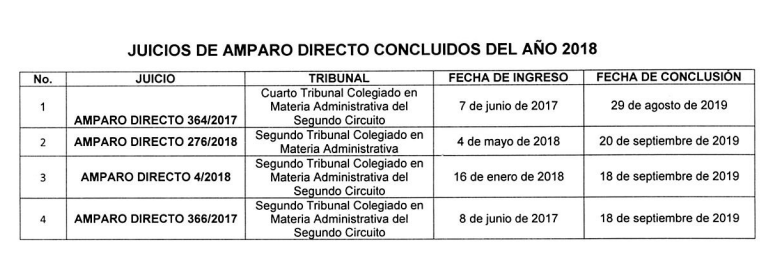 JUICIOS DE AMPARO DIRECTO CONCLUIDOS DEL AÑO 2018
No. JUICIO TRIBUNAL FECHA DE INGRESO FECHA DE CONCLUSIÓN
1 AMPARO DIRECTO 364/2017 Cuarto Tribunal Colegiado en
Materia Administrativa del
Segundo Circuito 7 de junio de 2017 29 de agosto de 2019
2 AMPARO DIRECTO 276/2018 Segundo Tribunal Colegiado en
Materia Administrativa 4 de mayo de 2018 20 de septiembre de 2019
3 AMPARO DIRECTO 4/2018 Segundo Tribunal Colegiado en
Materia Administrativa del
Segundo Circuito 16 de enero de 2018 18 de septiembre de 2019
4 AMPARO DIRECTO 366/2017 Segundo Tribunal Colegiado en
Materia Administrativa del
Segundo Circuito 8 de junio de 2017 18 de septiembre de 2019